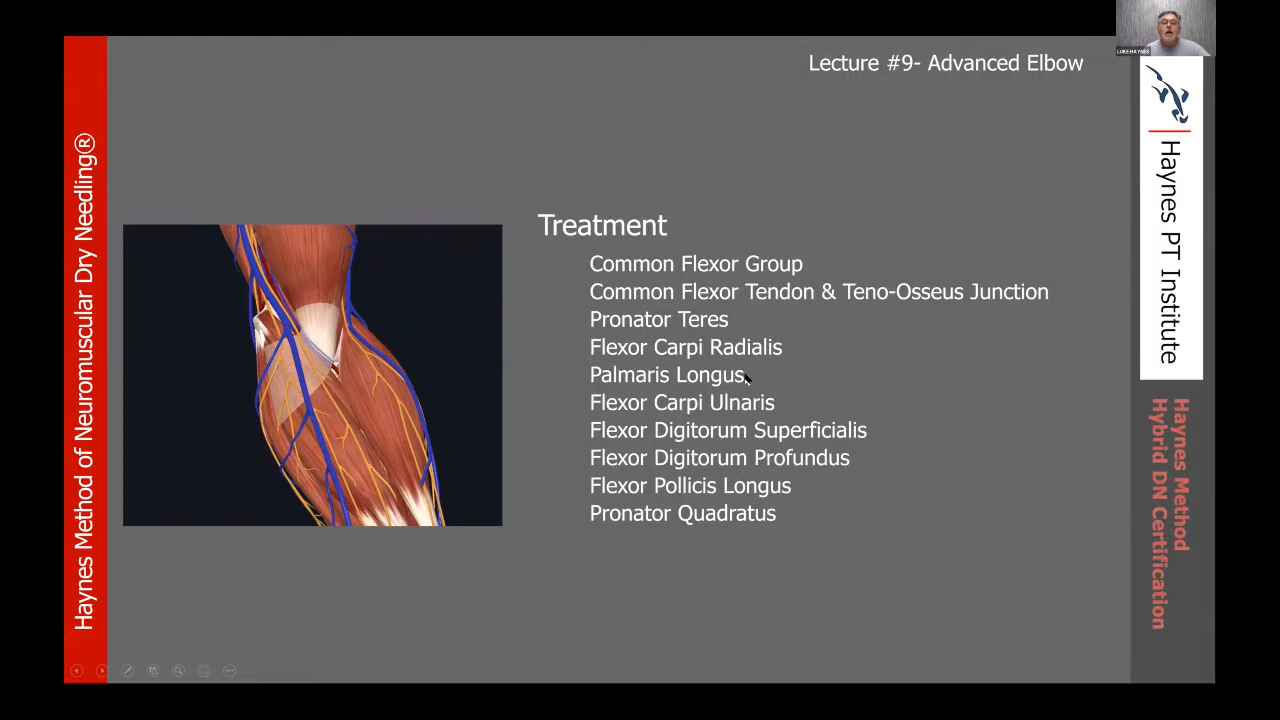 LUKE HAYNES
Lecture #9- Advanced Elbow
Haynes Method of Neuromuscular Dry Needling®
Treatment
Common Flexor Group
Common Flexor Tendon & Teno-Osseus Junction
Pronator Teres
Flexor Carpi Radialis
Palmaris Longus
Flexor Carpi Ulnaris
Flexor Digitorum Superficialis
Flexor Digitorum Profundus
Flexor Pollicis Longus
Pronator Quadratus
Haynes PT Institute
Haynes Method
Hybrid DN Certification